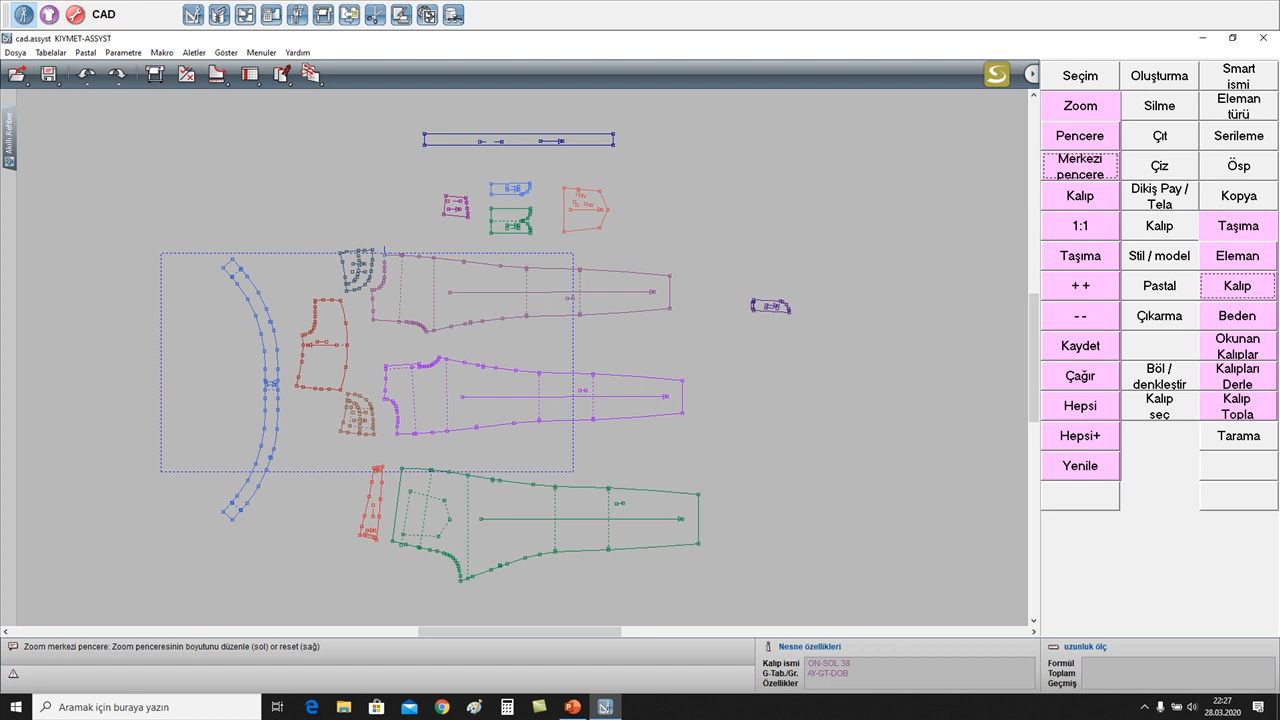 CAD
cad.assyst KIYMET-ASSYST
Dosya Tabelalar Pastal Parametre Makro Aletler Göster Menuler Yardım
S
Akıllı Rehber
Seçim Oluşturma Smart ismi
Zoom Silme Eleman türü
Pencere Çıt Serileme
Merkezi pencere Çiz Ösp
Kalıp Dikiş Pay / Tela Kopya
1:1 Kalıp Taşıma
Taşıma Stil / model Eleman
+ + Pastal Kalıp
- - Çıkarma Beden
Kaydet Okunan Kalıplar
Çağır Böl / denkleştir Kalıpları Derle
Hepsi Kalıp seç Kalıp Topla
Hepsi+ Tarama
Yenile
Zoom merkezi pencere: Zoom penceresinin boyutunu düzenle (sol) or reset (sağ)
Nesne özellikleri
Kalıp ismi ON-SOL 38
G-Tab./Gr. AY-GT-DOB
Özellikler
uzunluk ölç
Formül
Toplam
Geçmiş
Aramak için buraya yazın
22:27
28.03.2020